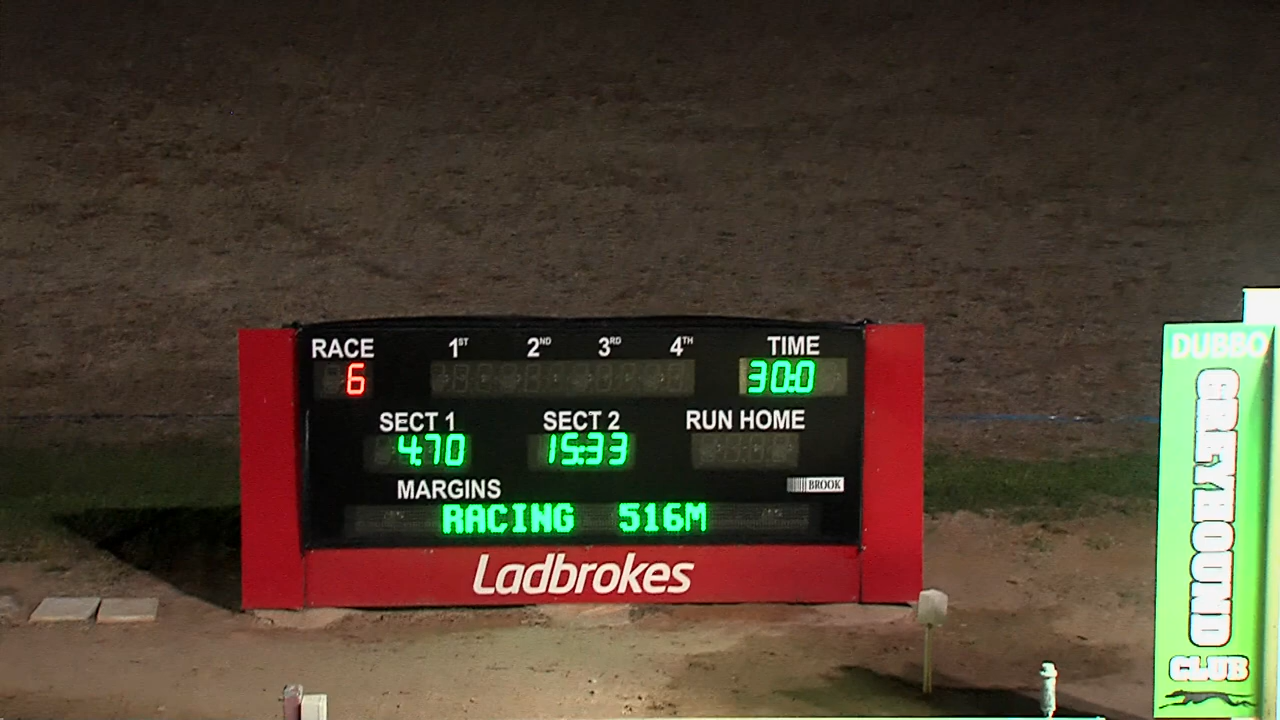 RACE 1ST 2ND 3RD 4TH TIME
6 30:0
SECT 1 SECT 2 RUN HOME
4.70 15:33
MARGINS BROOK
RACING 516M
Ladbrokes
DUBBO
GREYHOUND
CLUB